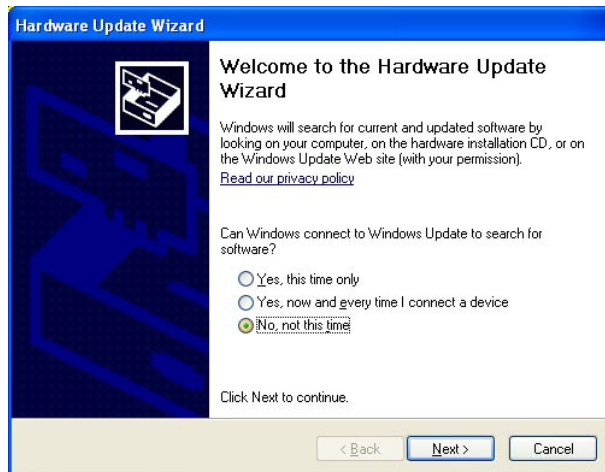 Hardware Update Wizard
Welcome to the Hardware Update
Wizard
Windows will search for current and updated software by
looking on your computer, on the hardware installation CD, or on
the Windows Update Web site (with your permission).
Read our privacy policy
Can Windows connect to Windows Update to search for
software?
Yes, this time only
Yes, now and every time I connect a device
No, not this time
Click Next to continue.
< Back
Next >
Cancel